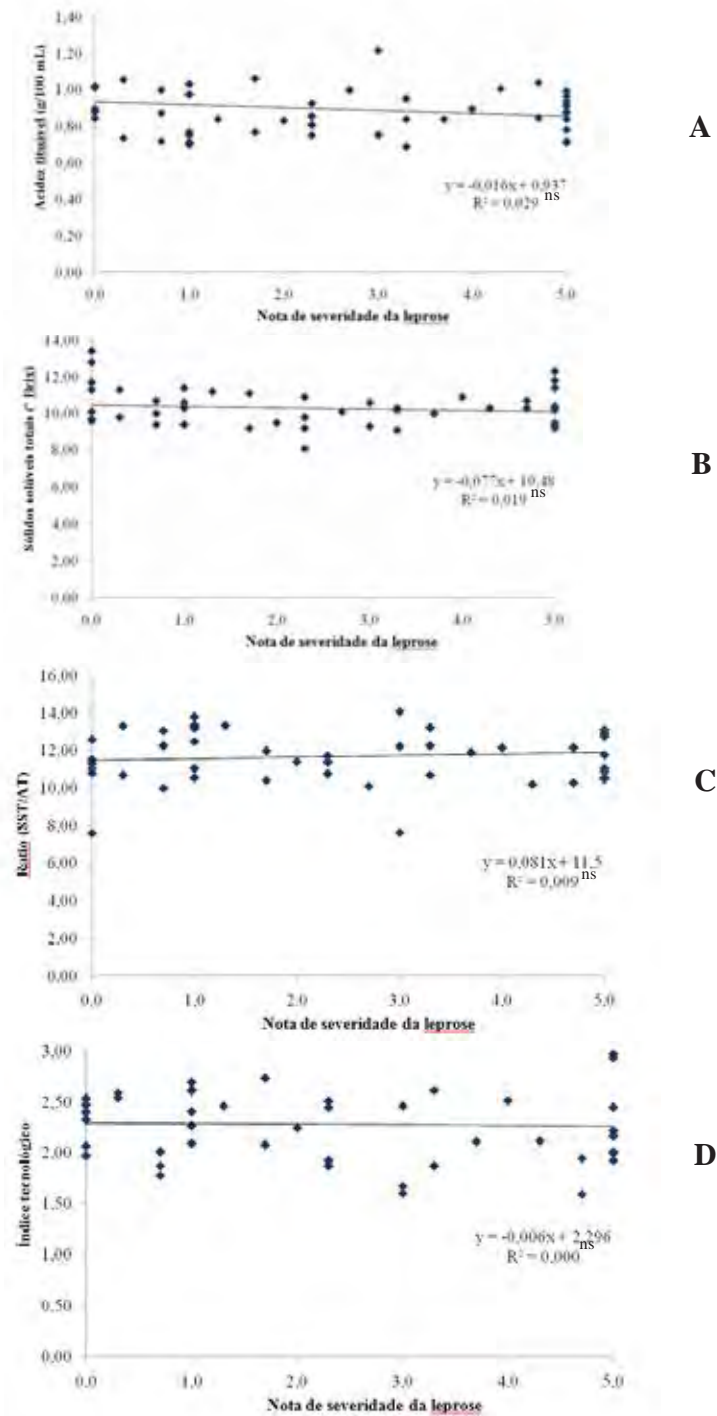 1,40
1,20
1,00
0,80
0,60
0,40
0,20
0,00
Acidez titulável (g/100 mL)
0,0 1,0 2,0 3,0 4,0 5,0
Nota de severidade da leprose
y = -0,016x + 0,937
R² = 0,029 ns
A
14,00
12,00
10,00
8,00
6,00
4,00
2,00
0,00
Sólidos solúveis totais (° Brix)
0,0 1,0 2,0 3,0 4,0 5,0
Nota de severidade da leprose
y = -0,077x + 10,48
R² = 0,019 ns
B
16,00
14,00
12,00
10,00
8,00
6,00
4,00
2,00
0,00
Ratio (SST/AT)
0,0 1,0 2,0 3,0 4,0 5,0
Nota de severidade da leprose
y = 0,081x + 11,5
R² = 0,009 ns
C
3,00
2,50
2,00
1,50
1,00
0,50
0,00
Índice tecnológico
0,0 1,0 2,0 3,0 4,0 5,0
Nota de severidade da leprose
y = -0,006x + 2,296
R² = 0,000 ns
D